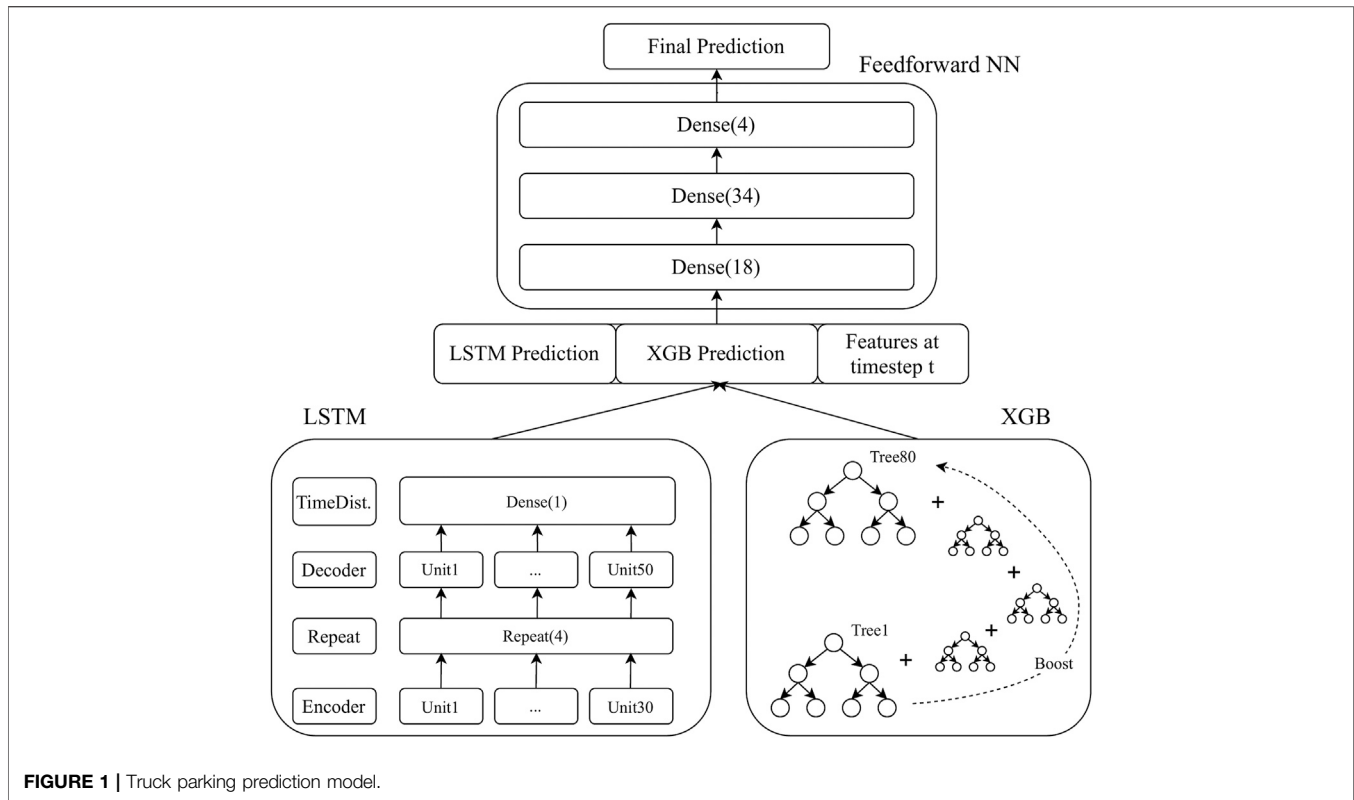 Final Prediction
Feedforward NN
Dense(4)
Dense(34)
Dense(18)
LSTM Prediction
XGB Prediction
Features at
timestep t
LSTM
XGB
TimeDist.
Dense(1)
Decoder
Unit1
...
Unit50
Repeat
Repeat(4)
Encoder
Unit1
...
Unit30
Tree80
+
+
+
Tree1
+
Boost
FIGURE 1 | Truck parking prediction model.